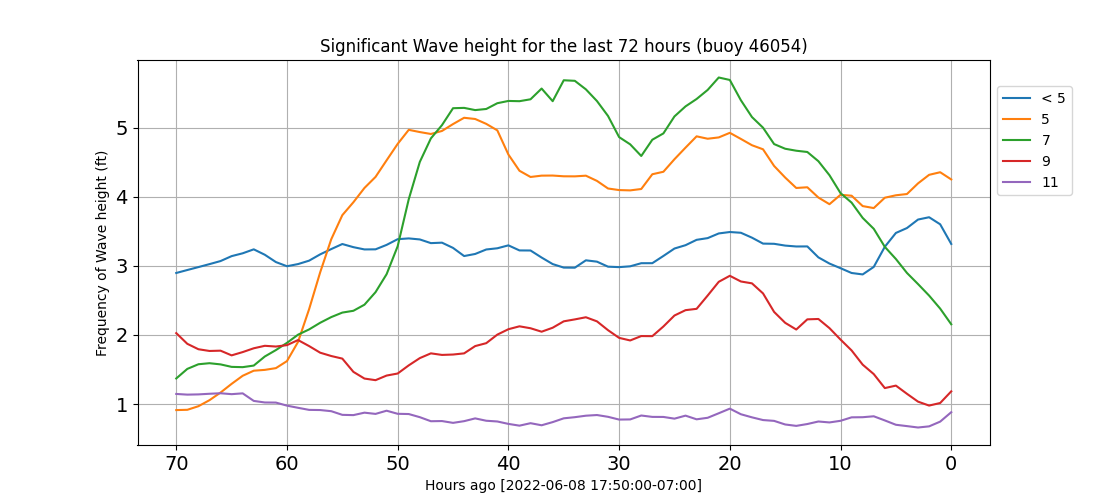 Significant Wave height for the last 72 hours (buoy 46054)
Frequency of Wave height (ft)
5
4
3
2
1
70 60 50 40 30 20 10 0
Hours ago [2022-06-08 17:50:00-07:00]
< 5
5
7
9
11